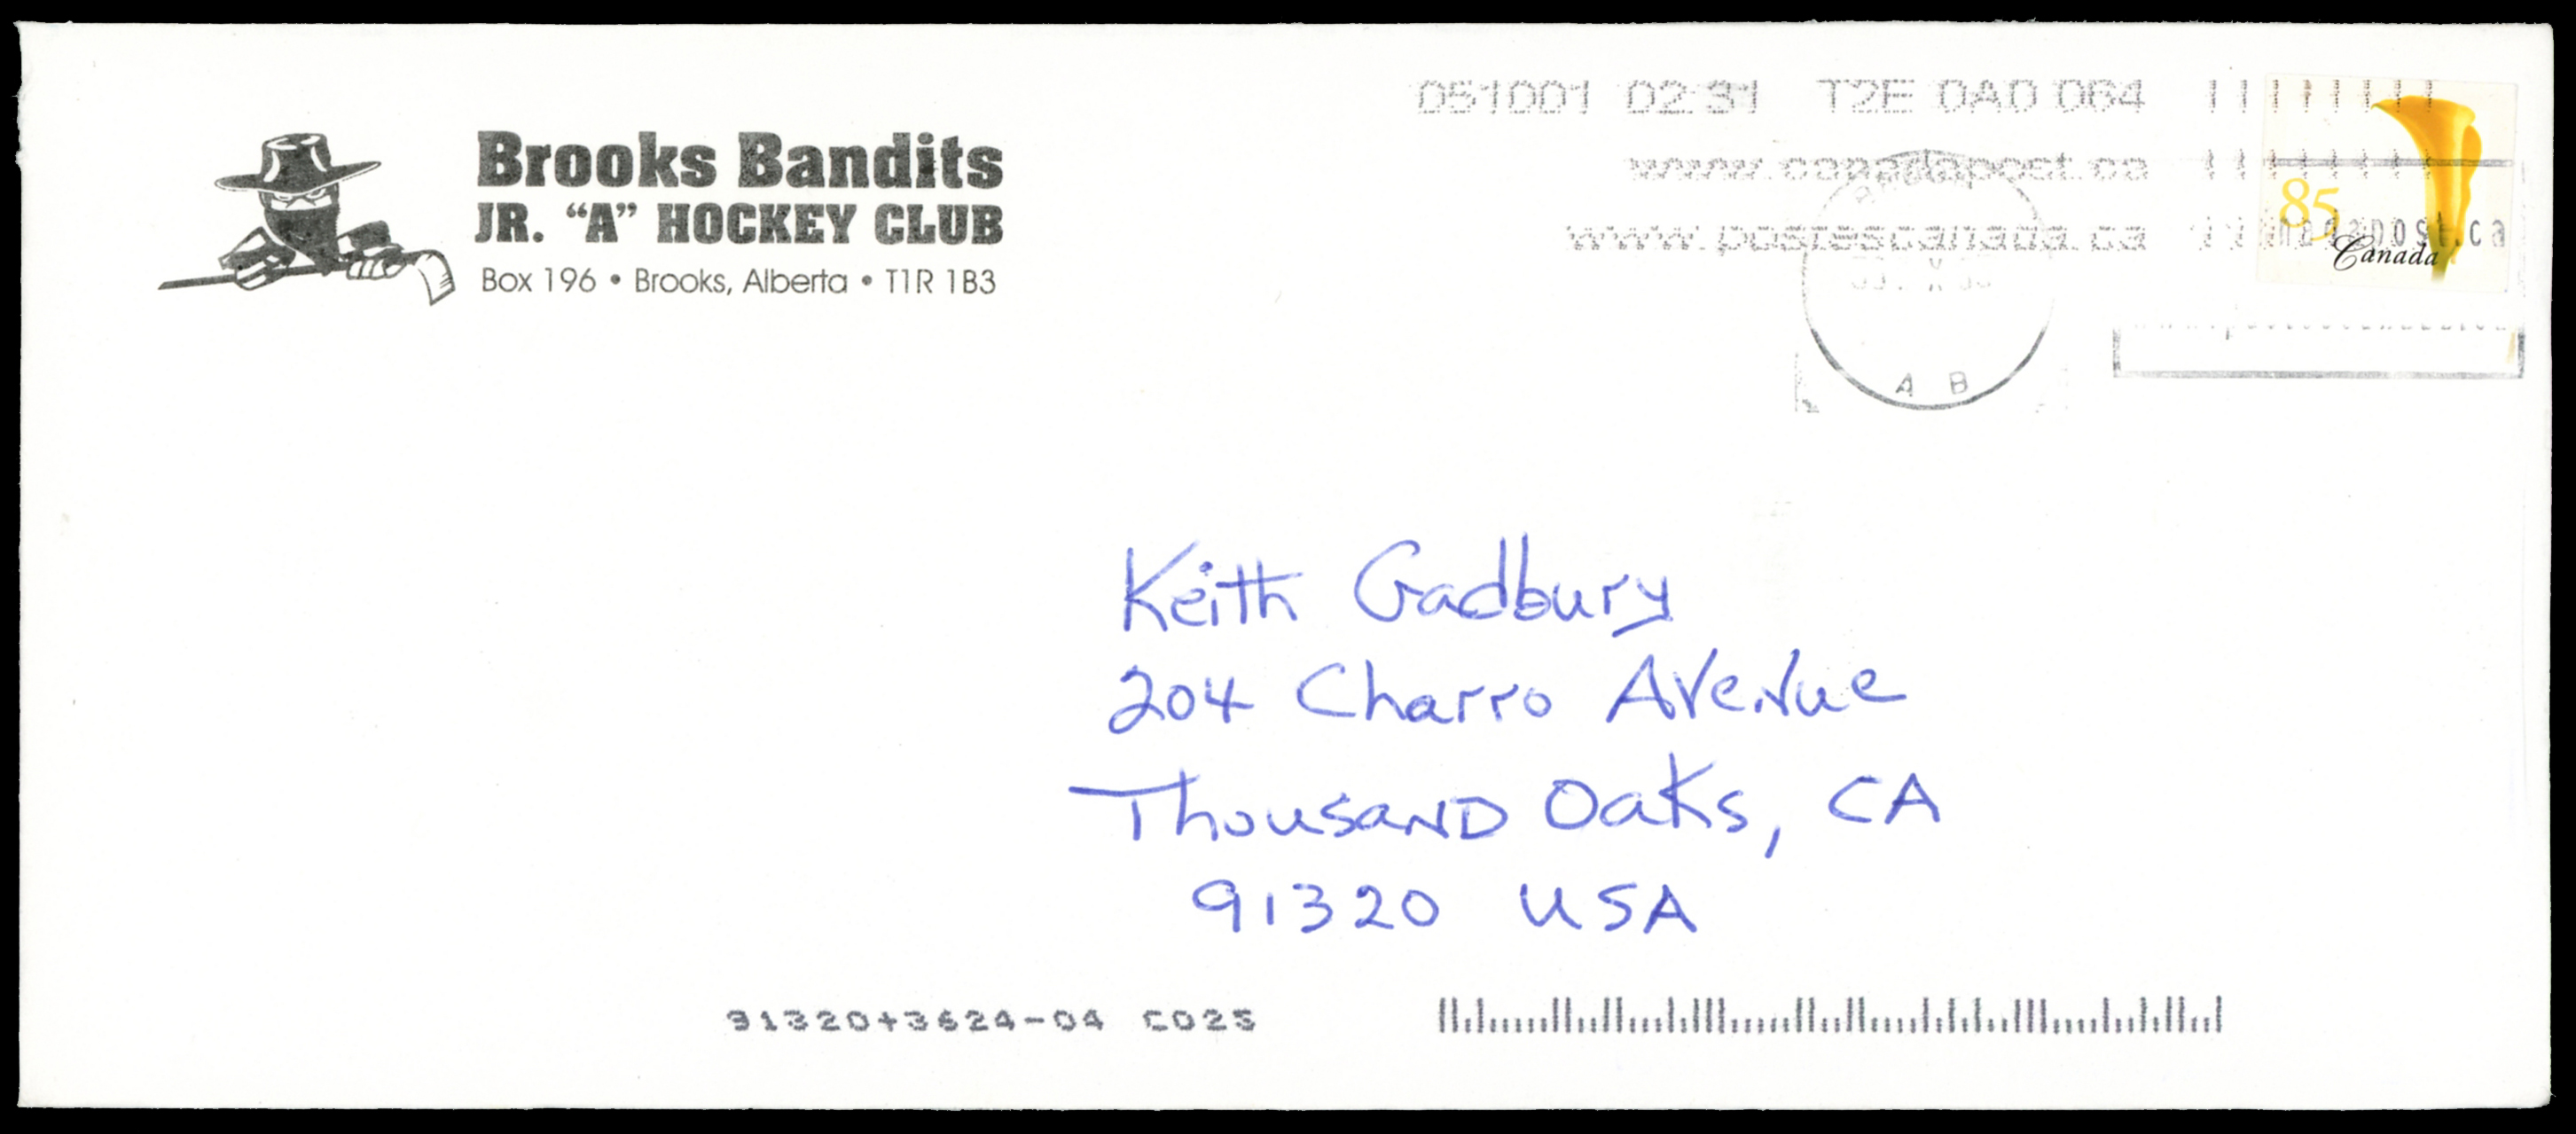 Brooks Bandits
JR. "A" HOCKEY CLUB
Box 196 • Brooks, Alberta • T1R 1B3
051001 02:31 T2E 0A0 064
www.canadapost.ca
www.postescanada.ca
A B
85
Canada
Keith Gadbury
204 Charro Avenue
Thousand Oaks, CA
91320 USA
91320+3624-04 C025